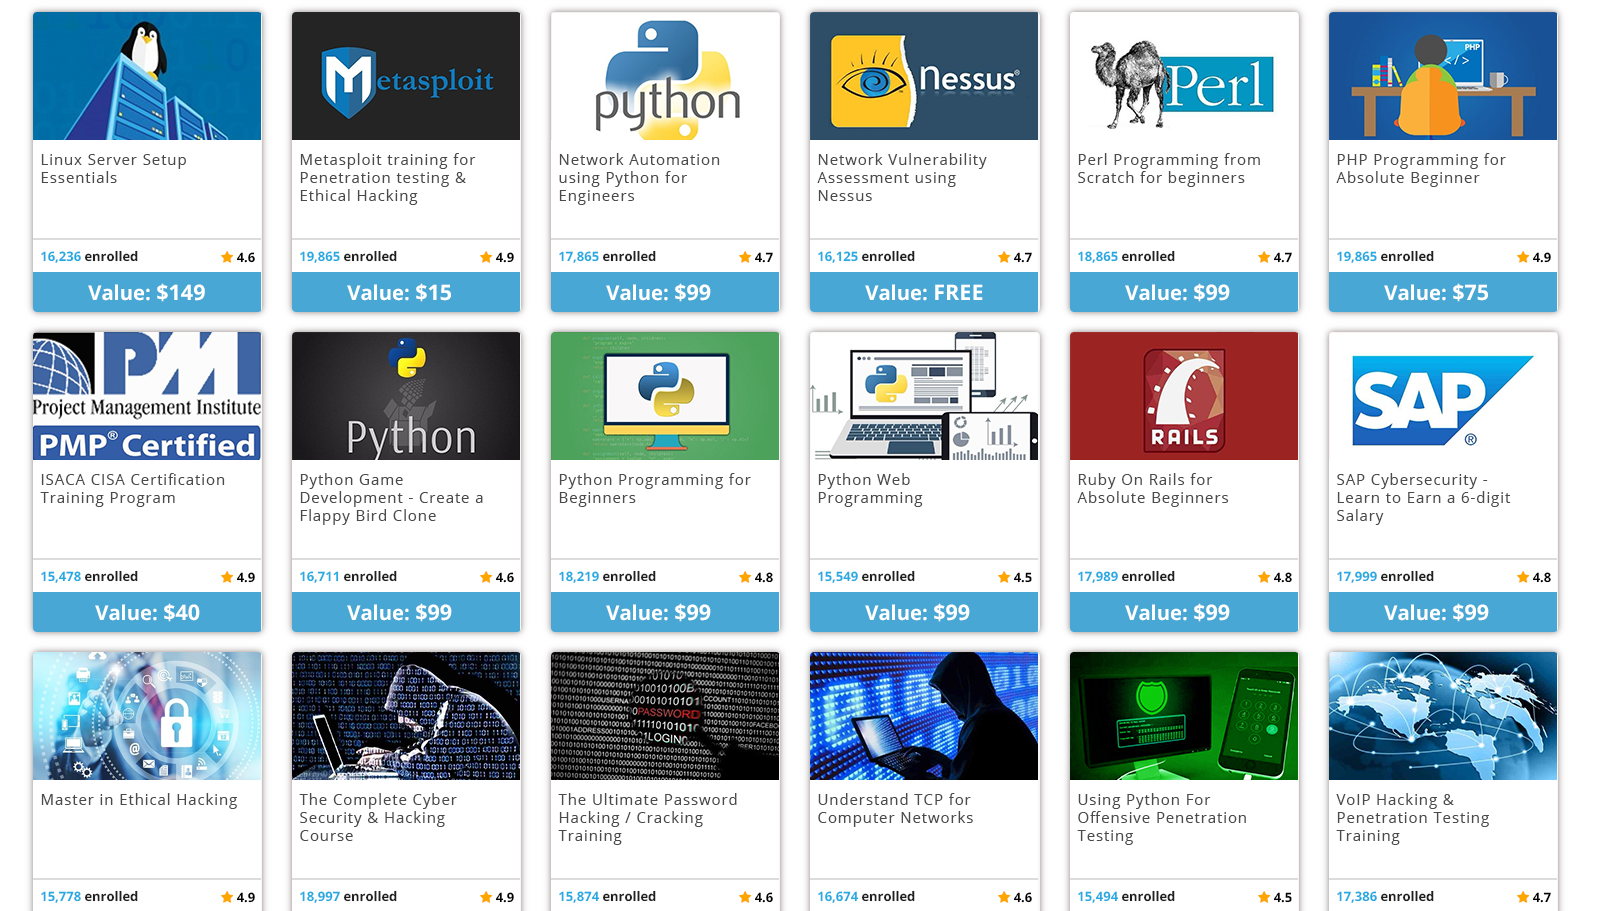 Metasploit
python
Nessus®
Perl
PHP
</>
Linux Server Setup
Essentials
Metasploit training for
Penetration testing &
Ethical Hacking
Network Automation
using Python for
Engineers
Network Vulnerability
Assessment using
Nessus
Perl Programming from
Scratch for beginners
PHP Programming for
Absolute Beginner
16,236 enrolled 4.6
19,865 enrolled 4.9
17,865 enrolled 4.7
16,125 enrolled 4.7
18,865 enrolled 4.7
19,865 enrolled 4.9
Value: $149
Value: $15
Value: $99
Value: FREE
Value: $99
Value: $75
PMI
Project Management Institute
PMP® Certified
Python
RAILS
SAP®
ISACA CISA Certification
Training Program
Python Game
Development - Create a
Flappy Bird Clone
Python Programming for
Beginners
Python Web
Programming
Ruby On Rails for
Absolute Beginners
SAP Cybersecurity -
Learn to Earn a 6-digit
Salary
15,478 enrolled 4.9
16,711 enrolled 4.6
18,219 enrolled 4.8
15,549 enrolled 4.5
17,989 enrolled 4.8
17,999 enrolled 4.8
Value: $40
Value: $99
Value: $99
Value: $99
Value: $99
Value: $99
PASSWORD
LOGIN
Master in Ethical Hacking
The Complete Cyber
Security & Hacking
Course
The Ultimate Password
Hacking / Cracking
Training
Understand TCP for
Computer Networks
Using Python For
Offensive Penetration
Testing
VoIP Hacking &
Penetration Testing
Training
15,778 enrolled 4.9
18,997 enrolled 4.9
15,874 enrolled 4.6
16,674 enrolled 4.6
15,494 enrolled 4.5
17,386 enrolled 4.7